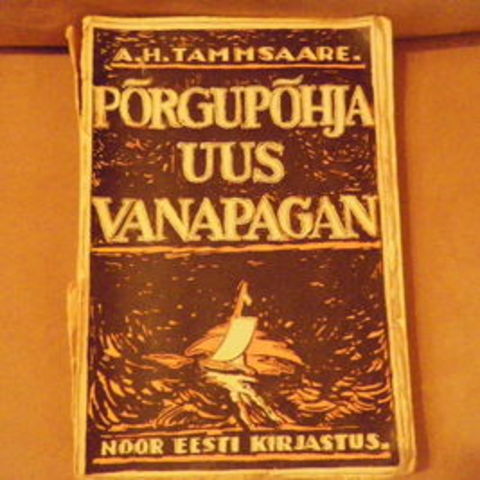 A.H.TAMMSAARE.
PÕRGUPÕHJA
UUS
VANAPAGAN
NOOR EESTI KIRJASTUS.